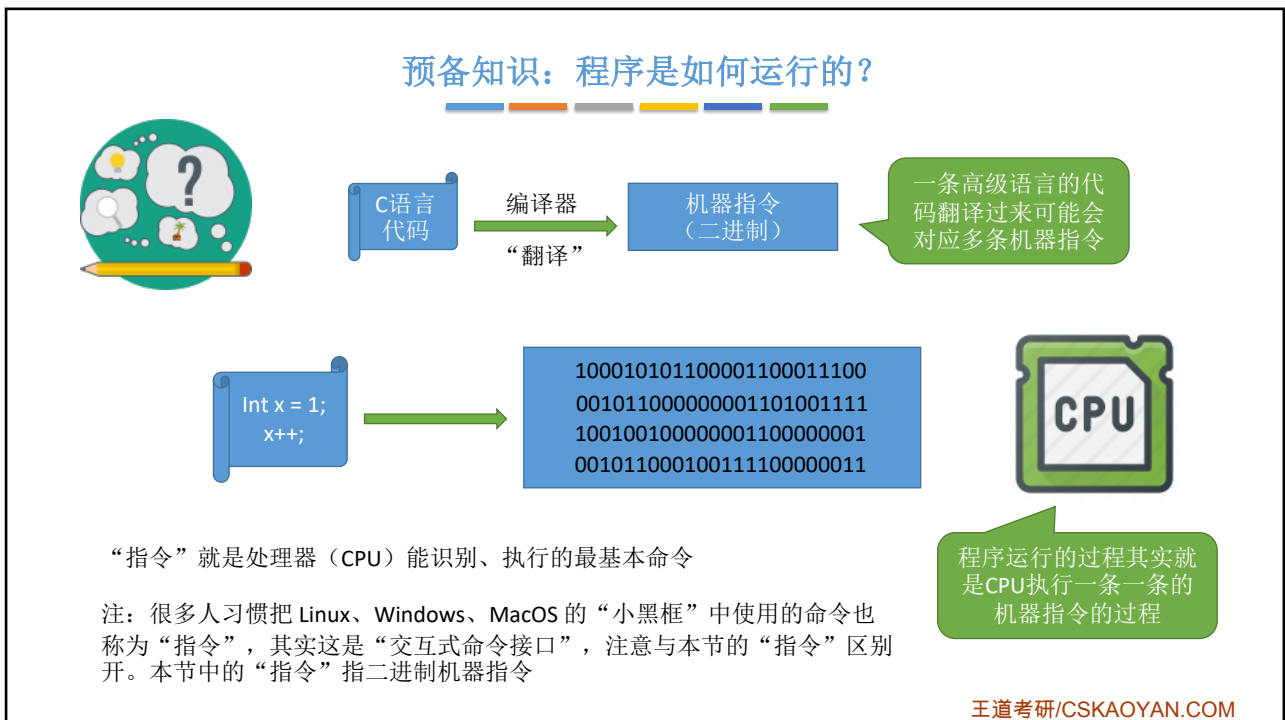 预备知识：程序是如何运行的？
C语言
代码
编译器
“翻译”
机器指令
（二进制）
一条高级语言的代
码翻译过来可能会
对应多条机器指令
Int x = 1;
x++;
100010101100001100011100
001011000000001101001111
100100100000001100000001
001011000100111100000011
CPU
“指令”就是处理器（CPU）能识别、执行的最基本命令
程序运行的过程其实就
是CPU执行一条一条的
机器指令的过程
注：很多人习惯把 Linux、Windows、MacOS 的“小黑框”中使用的命令也
称为“指令”，其实这是“交互式命令接口”，注意与本节的“指令”区别
开。本节中的“指令”指二进制机器指令
王道考研/CSKAOYAN.COM